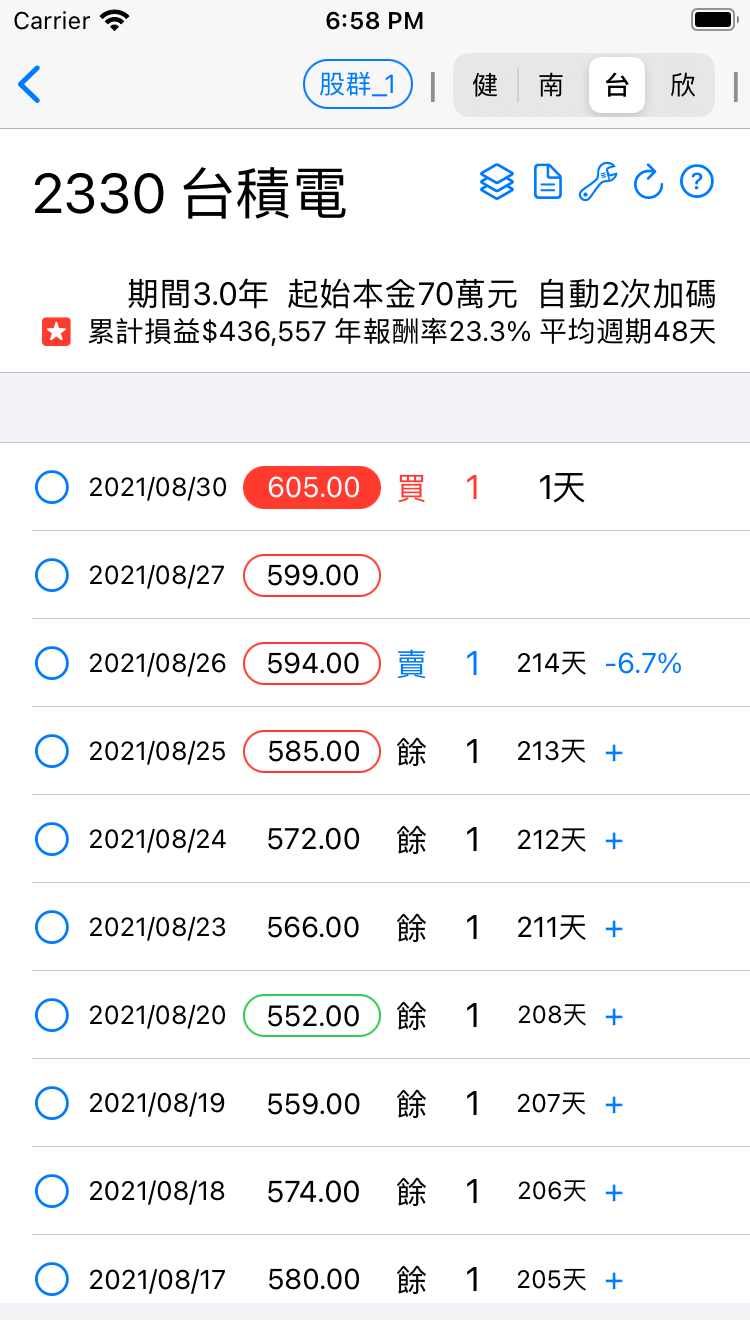 Carrier 6:58 PM
股群_1 | 健 南 台 欣 |
2330 台積電
期間3.0年 起始本金70萬元 自動2次加碼
累計損益$436,557 年報酬率23.3% 平均週期48天
2021/08/30 605.00 買 1 1天
2021/08/27 599.00
2021/08/26 594.00 賣 1 214天 -6.7%
2021/08/25 585.00 餘 1 213天 +
2021/08/24 572.00 餘 1 212天 +
2021/08/23 566.00 餘 1 211天 +
2021/08/20 552.00 餘 1 208天 +
2021/08/19 559.00 餘 1 207天 +
2021/08/18 574.00 餘 1 206天 +
2021/08/17 580.00 餘 1 205天 +